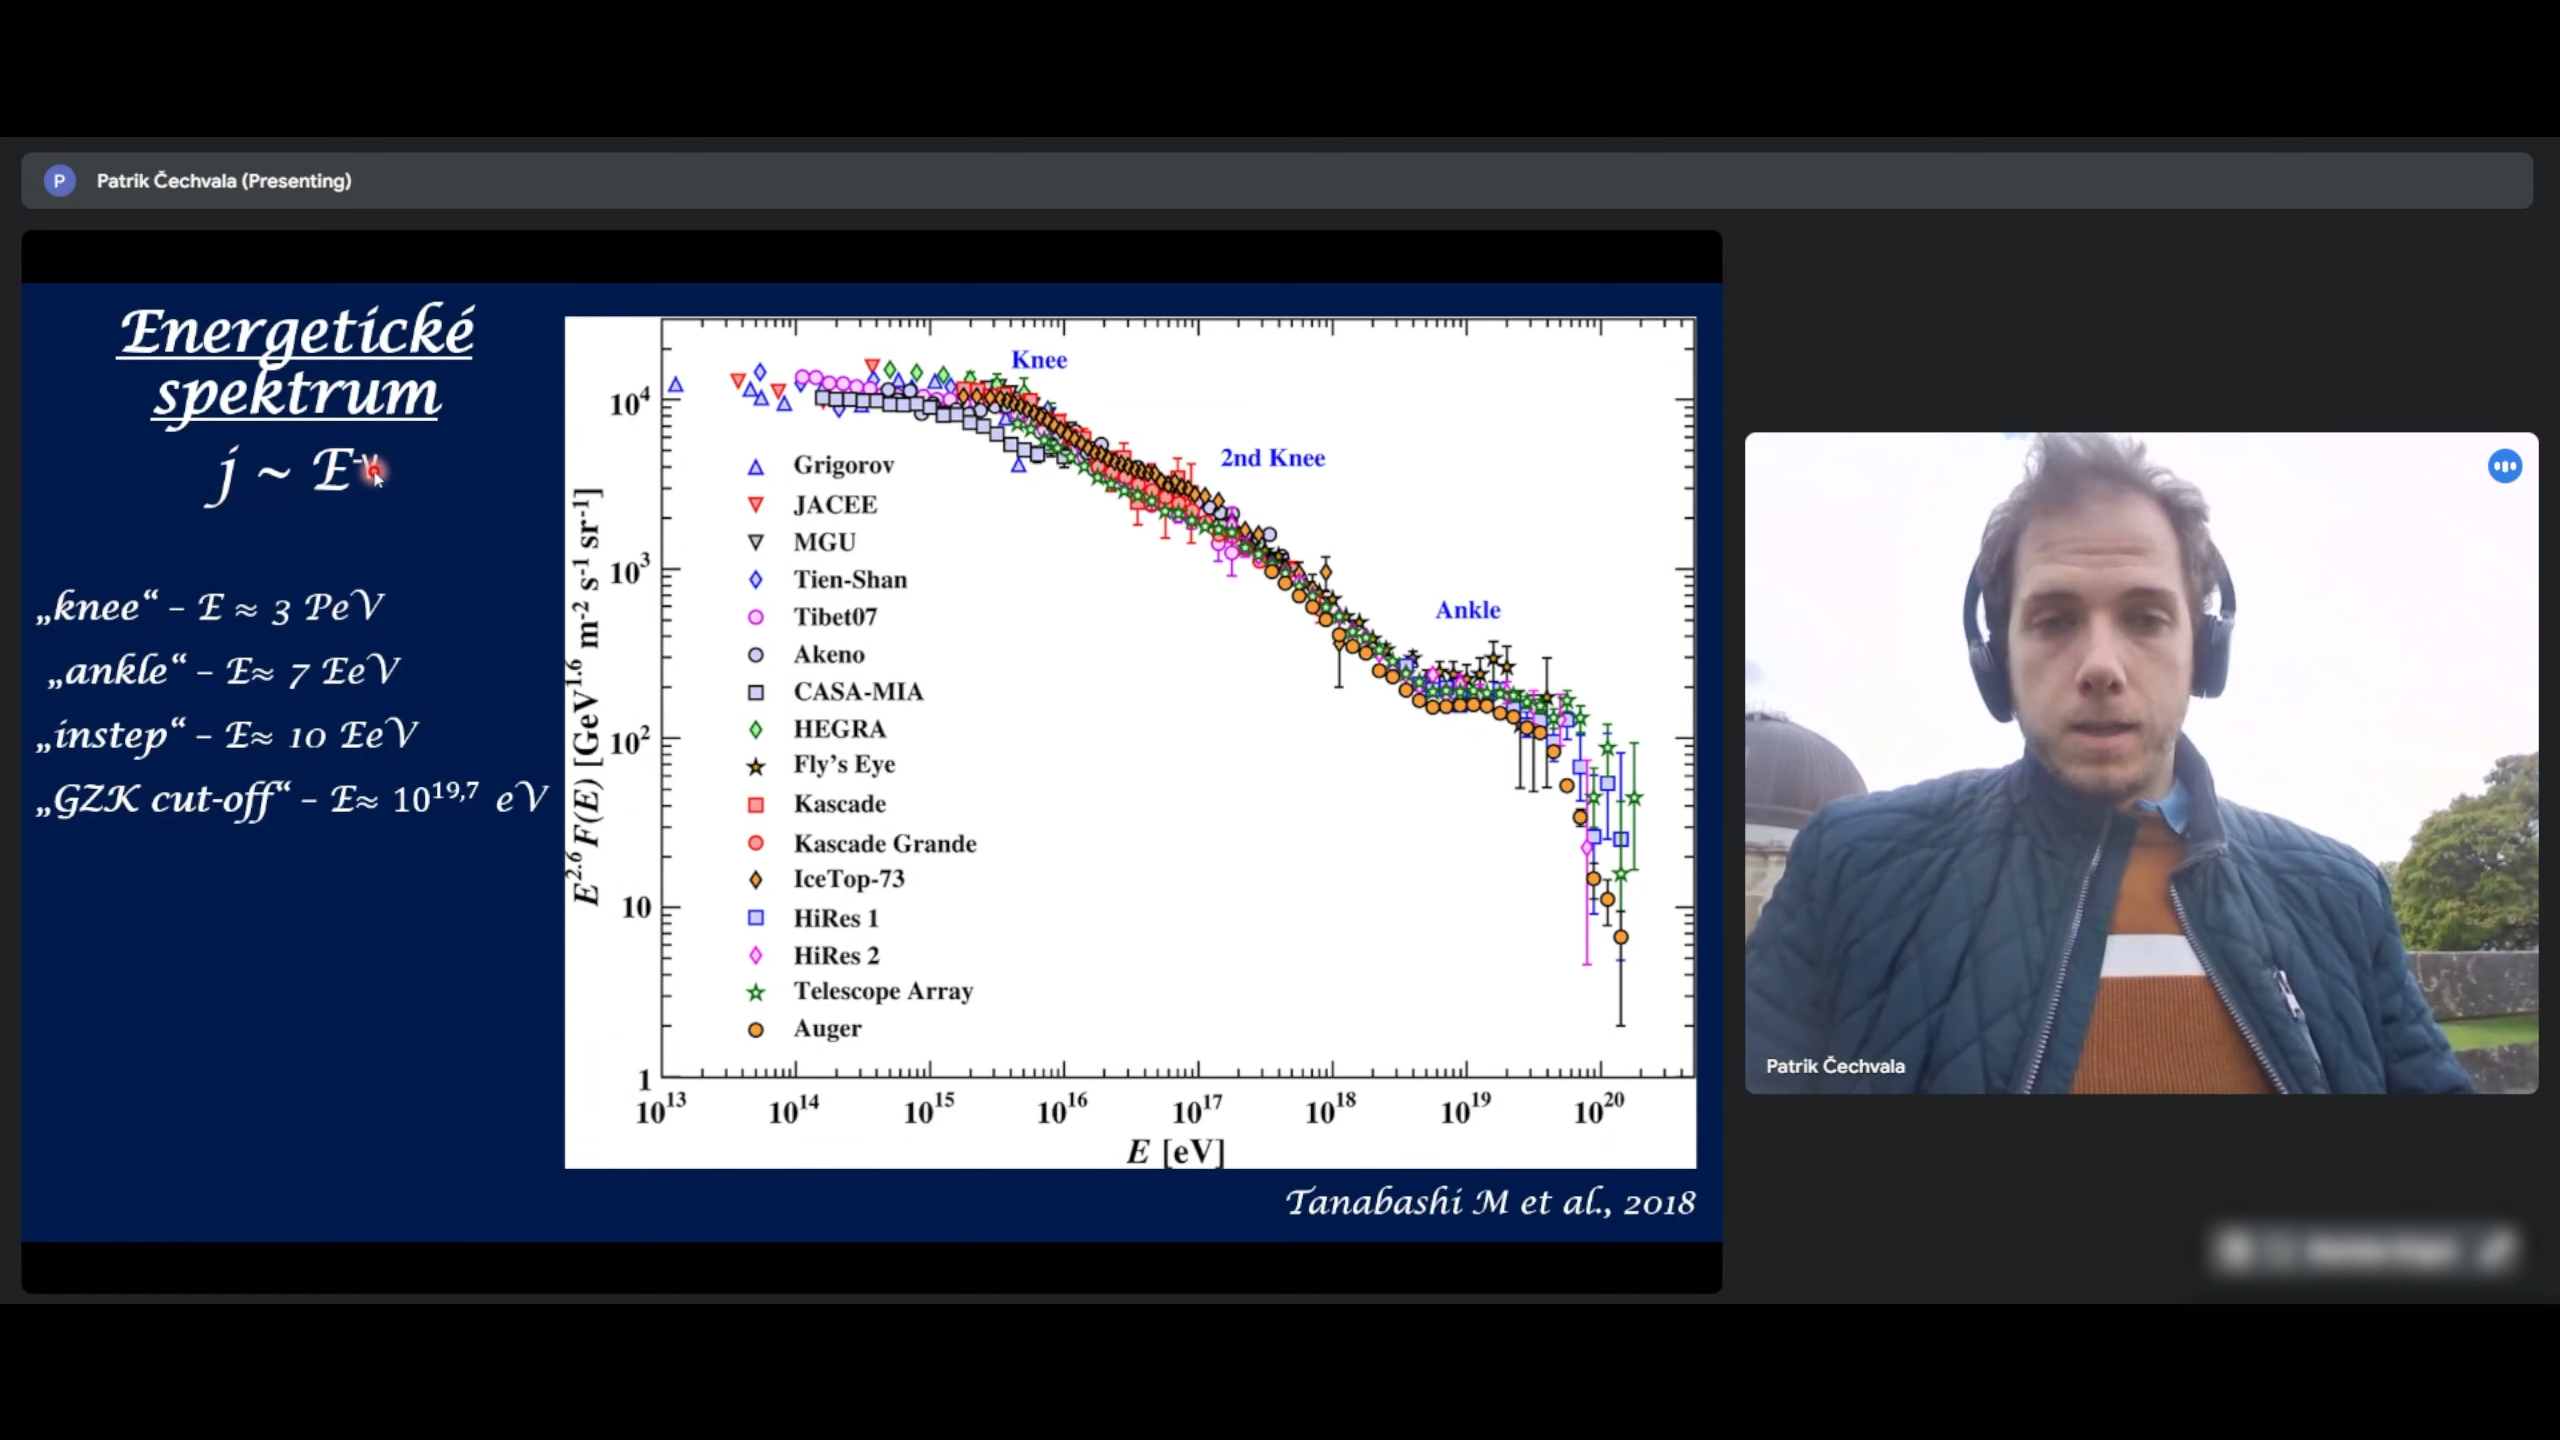 Patrik Čechvala (Presenting)
P
Energetické
spektrum
j ~ E
„knee“ – E ≈ 3 PeV
„ankle“ – E≈ 7 EeV
„instep“ – E≈ 10 EeV
„GZK cut-off“ – E≈ 10^19,7 eV
Knee
2nd Knee
Ankle
Grigorov
JACEE
MGU
Tien-Shan
Tibet07
Akeno
CASA-MIA
HEGRA
Fly's Eye
Kascade
Kascade Grande
IceTop-73
HiRes 1
HiRes 2
Telescope Array
Auger
E^2.6 F(E) [GeV^1.6 m^-2 s^-1 sr^-1]
10^4
10^3
10^2
10
1
10^13 10^14 10^15 10^16 10^17 10^18 10^19 10^20
E [eV]
Tanabashi M et al., 2018
Patrik Čechvala